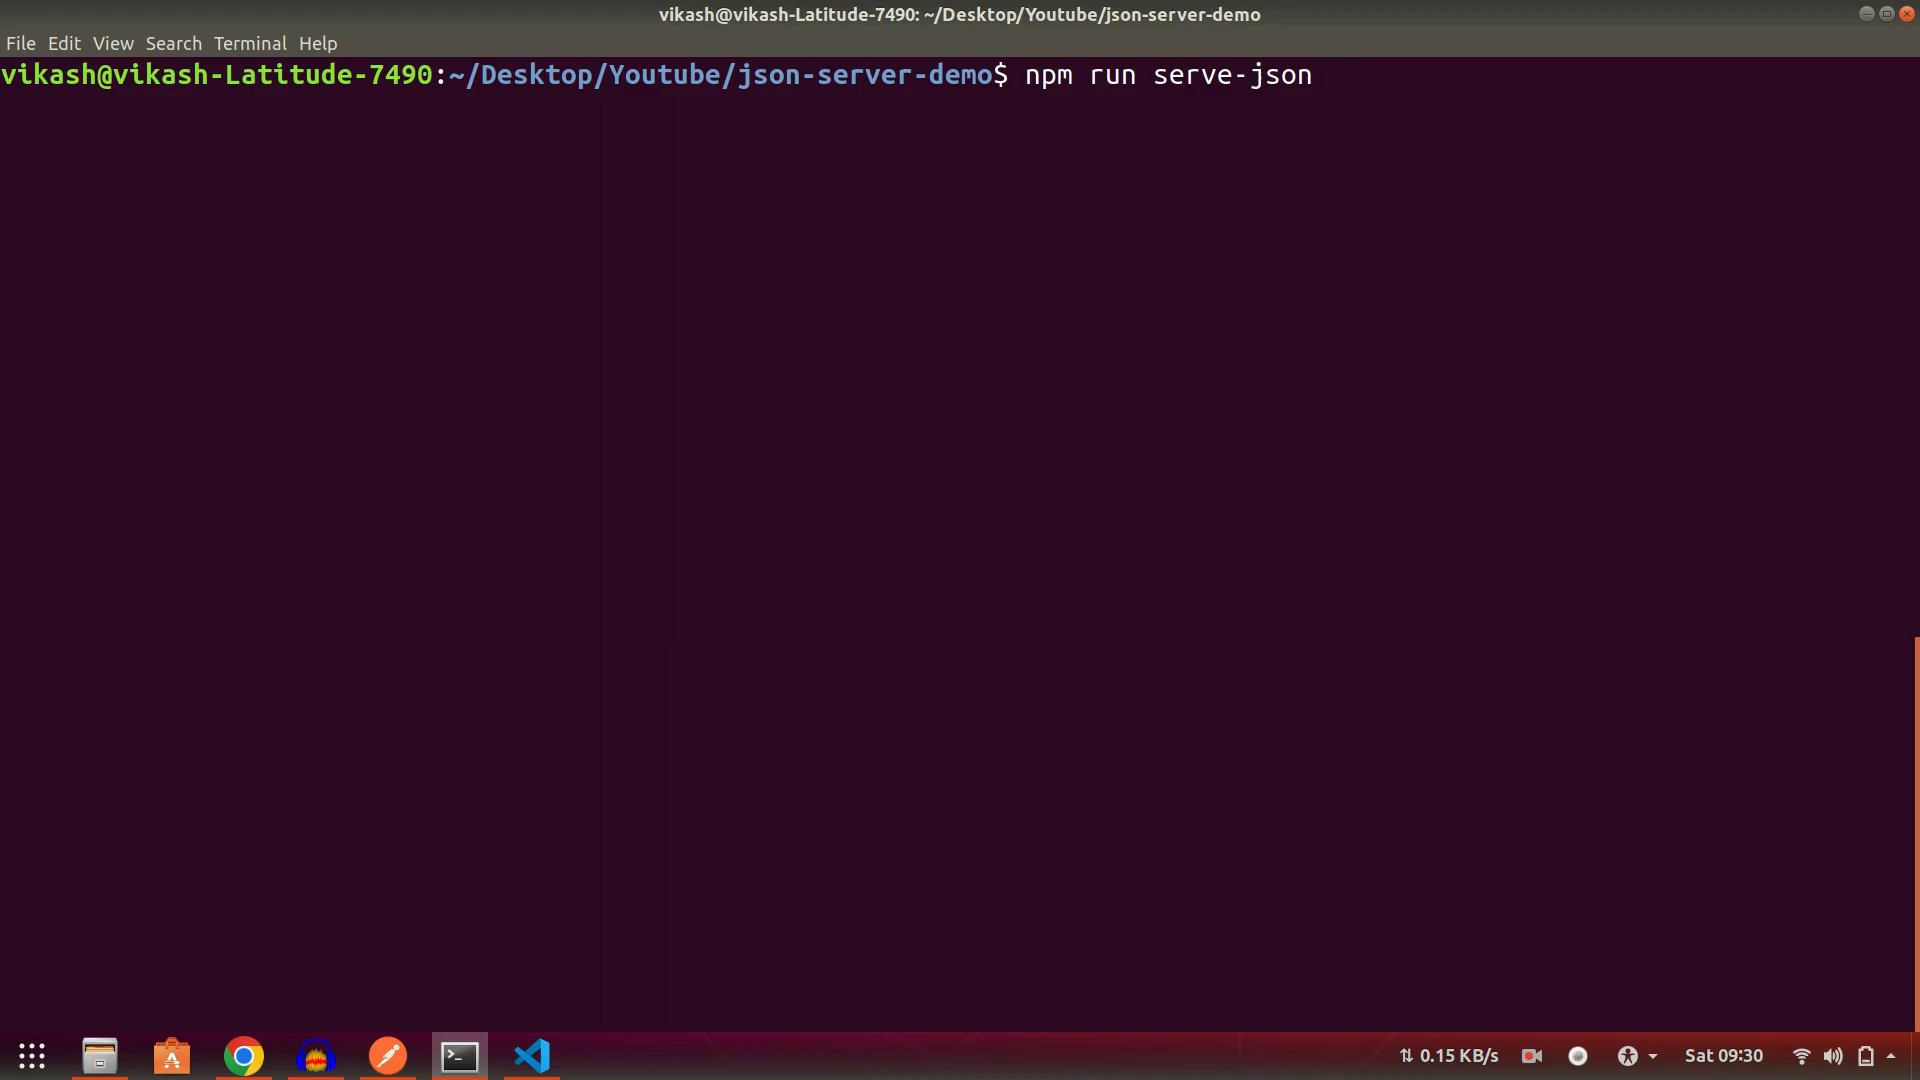 vikash@vikash-Latitude-7490: ~/Desktop/Youtube/json-server-demo
File Edit View Search Terminal Help
vikash@vikash-Latitude-7490:~/Desktop/Youtube/json-server-demo$ npm run serve-json
0.15 KB/s
Sat 09:30